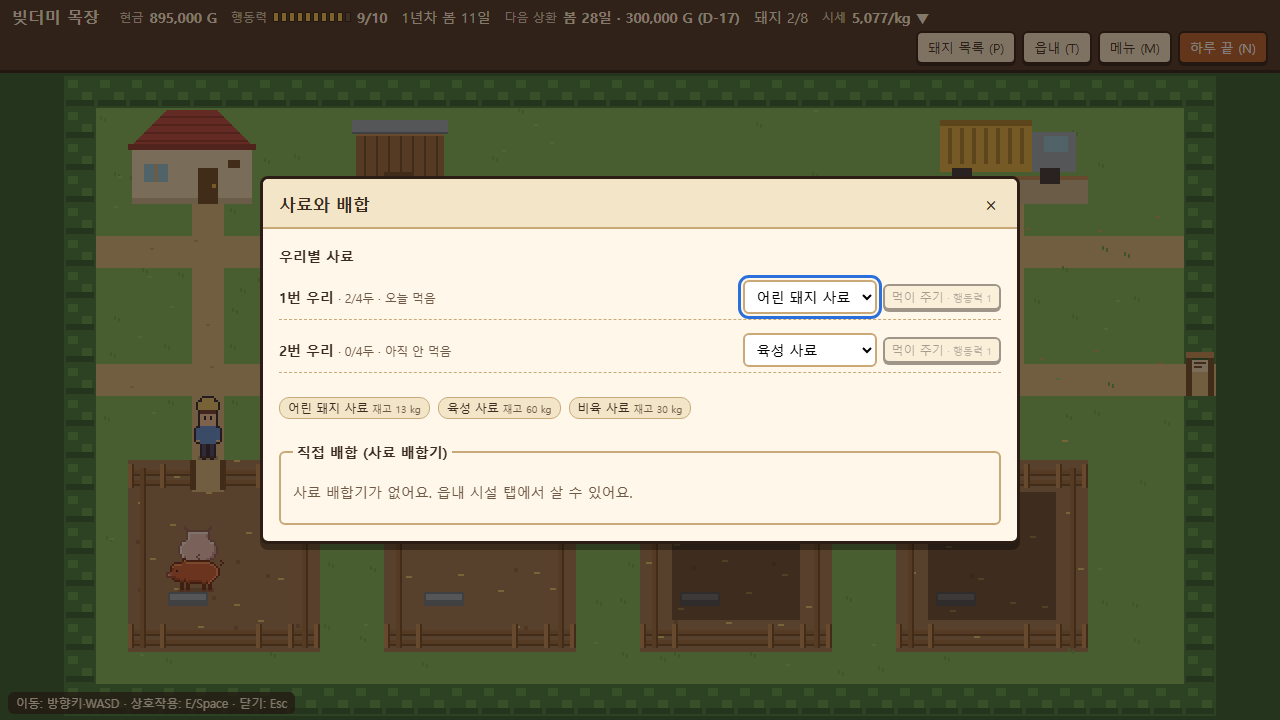 빚더미 목장 현금 895,000 G 행동력 9/10 1년차 봄 11일 다음 상환 봄 28일 · 300,000 G (D-17) 돼지 2/8 시세 5,077/kg ▼
돼지 목록 (P) 읍내 (T) 메뉴 (M) 하루 끝 (N)
사료와 배합 ×
우리별 사료
1번 우리 · 2/4두 · 오늘 먹음 어린 돼지 사료 먹이 주기 · 행동력 1
2번 우리 · 0/4두 · 아직 안 먹음 육성 사료 먹이 주기 · 행동력 1
어린 돼지 사료 재고 13 kg 육성 사료 재고 60 kg 비육 사료 재고 30 kg
직접 배합 (사료 배합기)
사료 배합기가 없어요. 읍내 시설 탭에서 살 수 있어요.
이동: 방향키·WASD · 상호작용: E/Space · 닫기: Esc